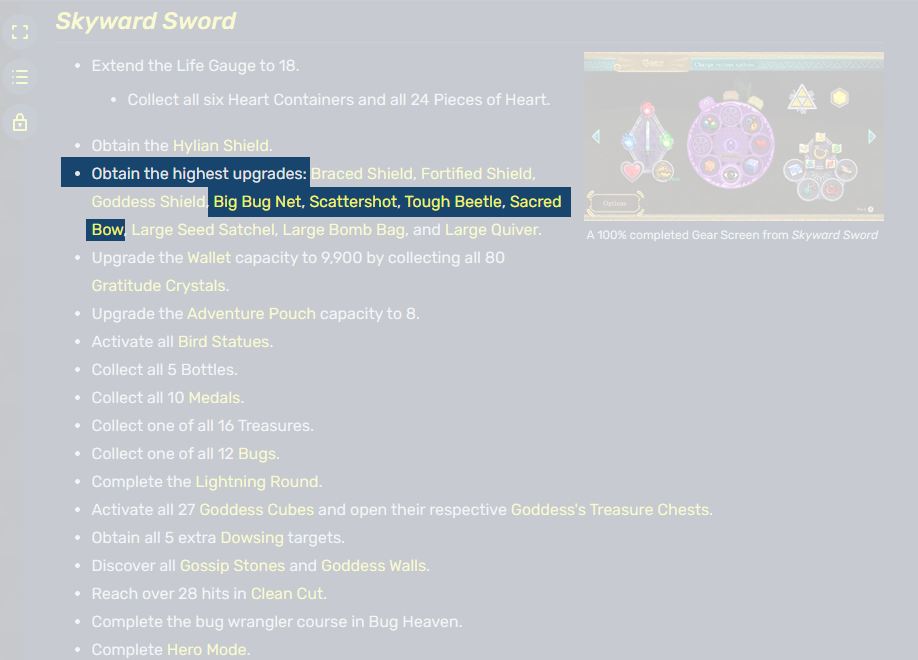 Skyward Sword
• Extend the Life Gauge to 18.
• Collect all six Heart Containers and all 24 Pieces of Heart.
• Obtain the Hylian Shield.
• Obtain the highest upgrades: Braced Shield, Fortified Shield,
Goddess Shield, Big Bug Net, Scattershot, Tough Beetle, Sacred
Bow, Large Seed Satchel, Large Bomb Bag, and Large Quiver.
• Upgrade the Wallet capacity to 9,900 by collecting all 80
Gratitude Crystals.
• Upgrade the Adventure Pouch capacity to 8.
• Activate all Bird Statues.
• Collect all 5 Bottles.
• Collect all 10 Medals.
• Collect one of all 16 Treasures.
• Collect one of all 12 Bugs.
• Complete the Lightning Round.
• Activate all 27 Goddess Cubes and open their respective Goddess's Treasure Chests.
• Obtain all 5 extra Dowsing targets.
• Discover all Gossip Stones and Goddess Walls.
• Reach over 28 hits in Clean Cut.
• Complete the bug wrangler course in Bug Heaven.
• Complete Hero Mode.
Gear
Options
A 100% completed Gear Screen from Skyward Sword